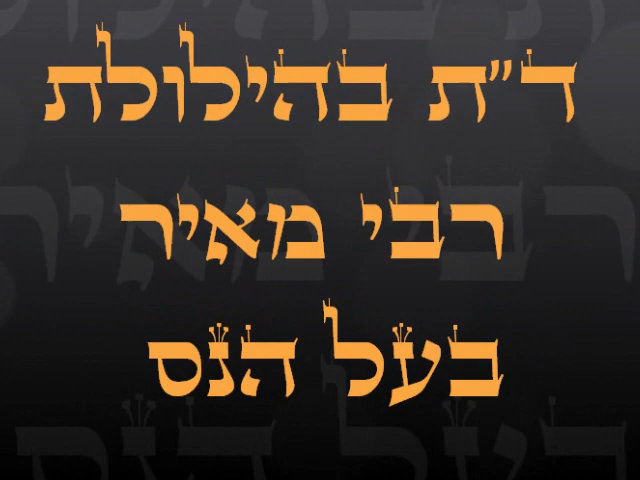 ד"ת בהילולת
רבי מאיר
בעל הנס